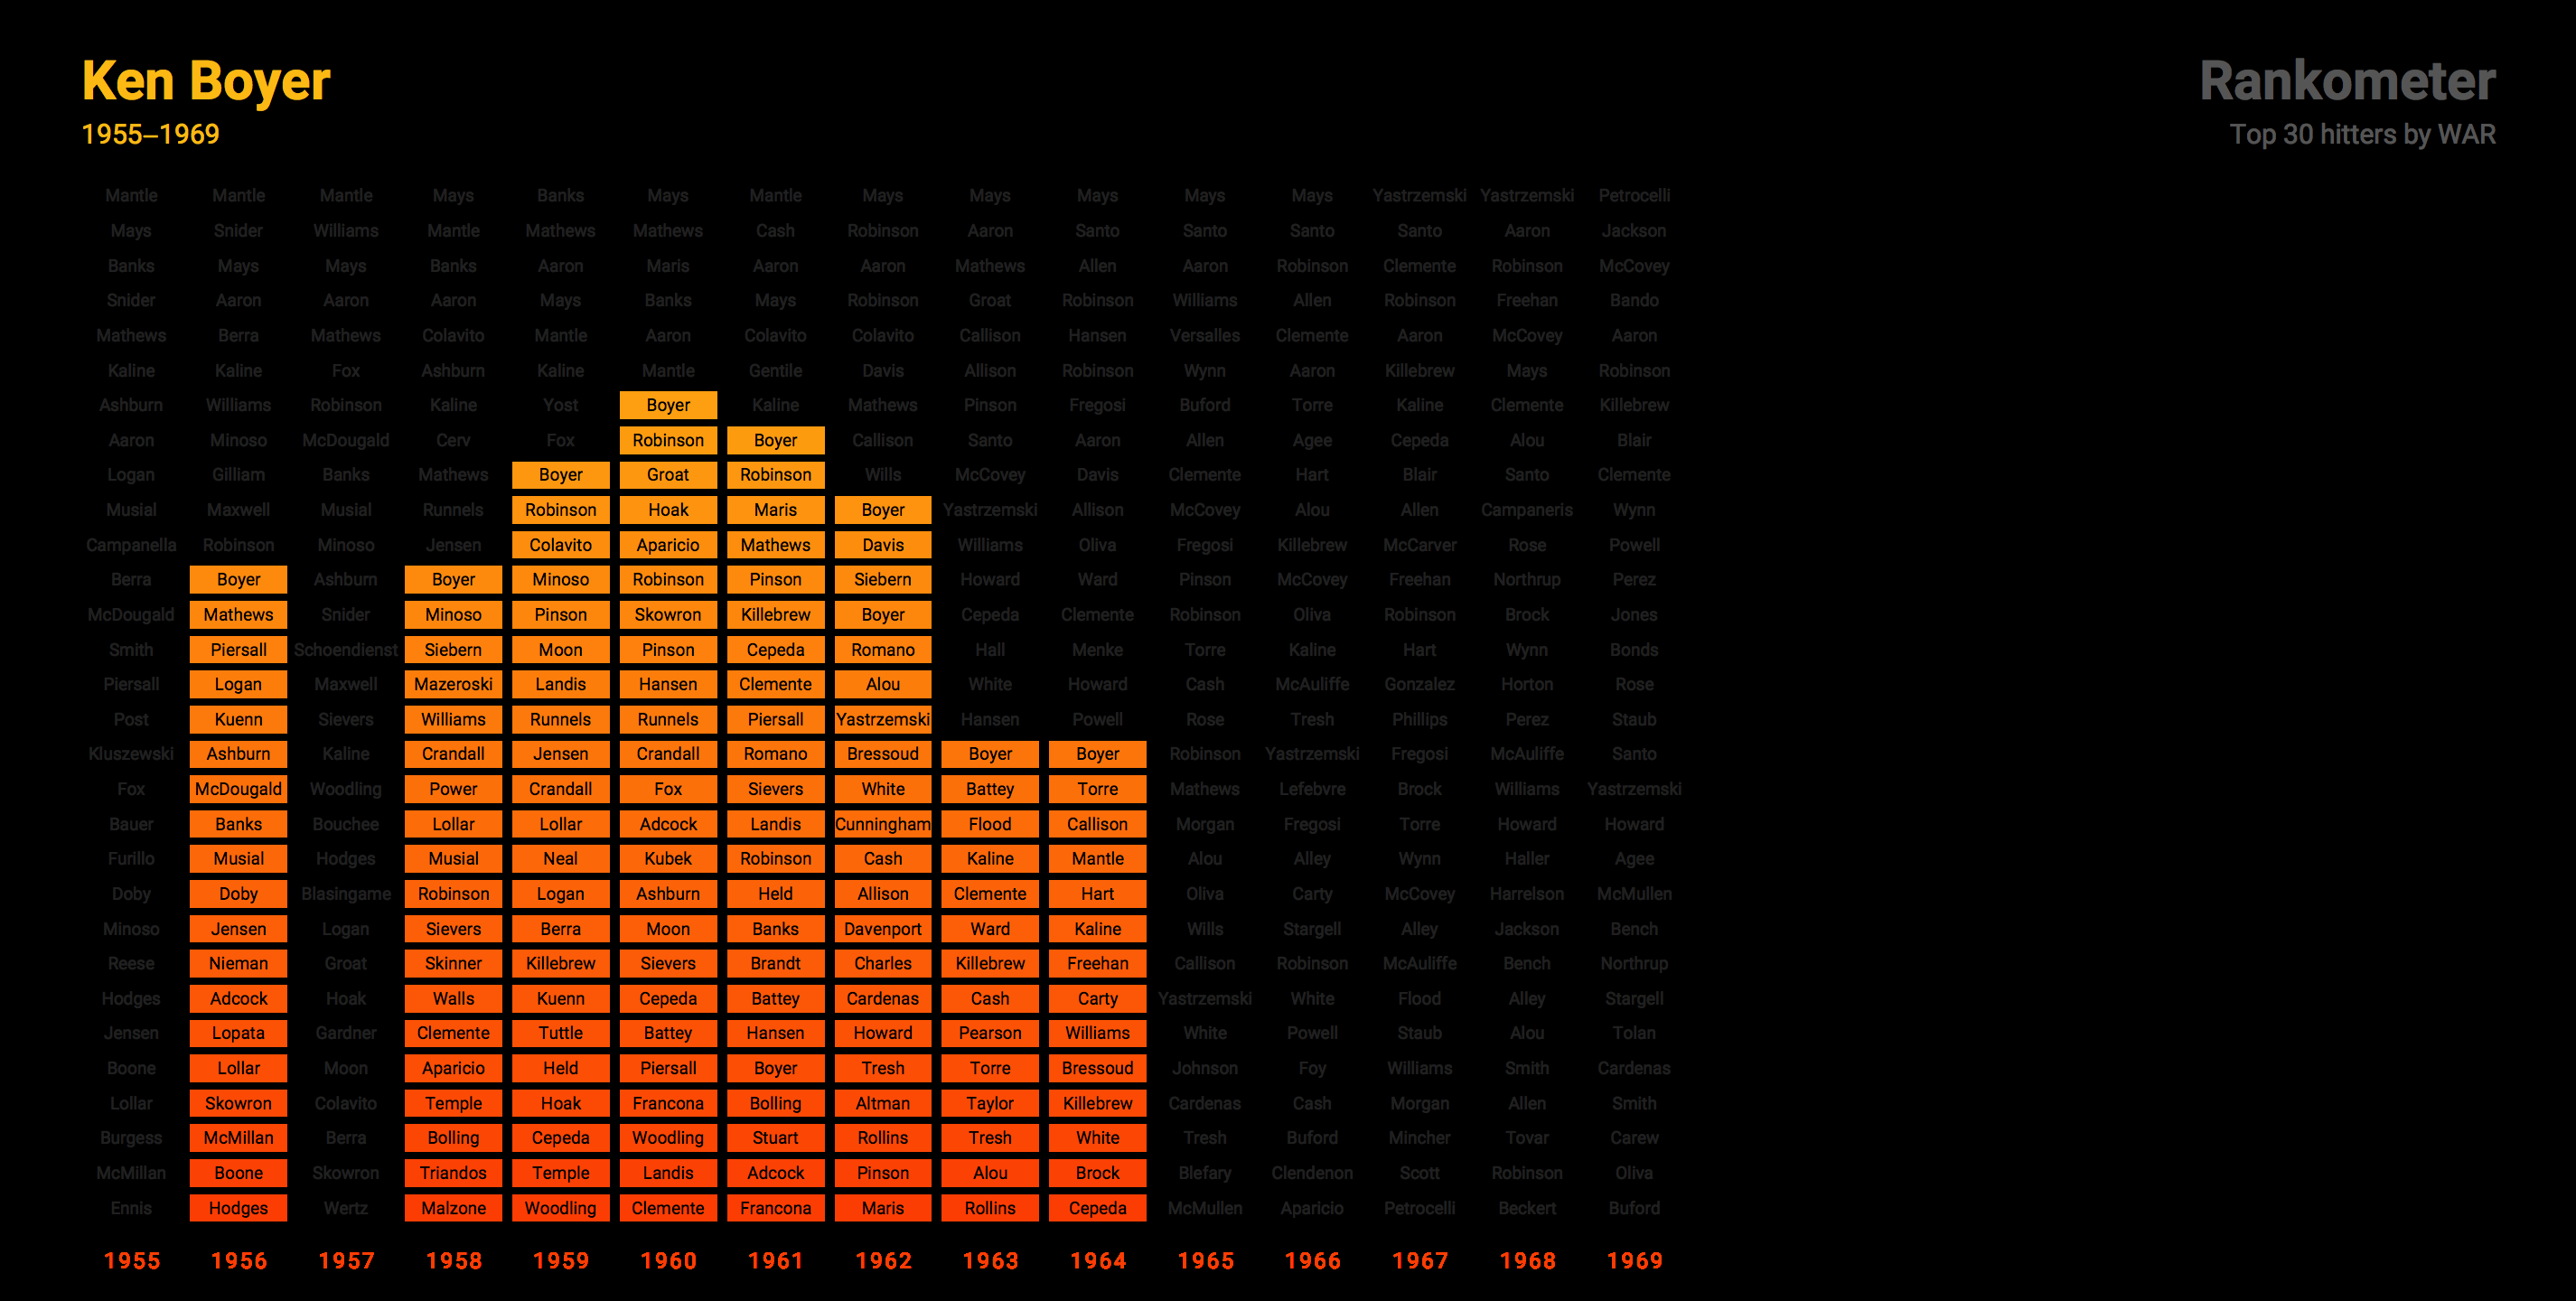 Ken Boyer
1955–1969
Rankometer
Top 30 hitters by WAR
Mantle Mantle Mantle Mays Banks Mays Mantle Mays Mays Mays Mays Mays Yastrzemski Yastrzemski Petrocelli
Mays Snider Williams Mantle Mathews Mathews Cash Robinson Aaron Santo Santo Santo Santo Aaron Jackson
Banks Mays Mays Banks Aaron Maris Aaron Aaron Mathews Allen Aaron Robinson Clemente Robinson McCovey
Snider Aaron Aaron Aaron Mays Banks Mays Robinson Groat Robinson Williams Allen Robinson Freehan Bando
Mathews Berra Mathews Colavito Mantle Aaron Colavito Colavito Callison Hansen Versalles Clemente Aaron McCovey Aaron
Kaline Kaline Fox Ashburn Kaline Mantle Gentile Davis Allison Robinson Wynn Aaron Killebrew Mays Robinson
Ashburn Williams Robinson Kaline Yost Boyer Kaline Mathews Pinson Fregosi Buford Torre Kaline Clemente Killebrew
Aaron Minoso McDougald Cerv Fox Robinson Boyer Callison Santo Aaron Allen Agee Cepeda Alou Blair
Logan Gilliam Banks Mathews Boyer Groat Robinson Wills McCovey Davis Clemente Hart Blair Santo Clemente
Musial Maxwell Musial Runnels Robinson Hoak Maris Boyer Yastrzemski Allison McCovey Alou Allen Campaneris Wynn
Campanella Robinson Minoso Jensen Colavito Aparicio Mathews Davis Williams Oliva Fregosi Killebrew McCarver Rose Powell
Berra Boyer Ashburn Boyer Minoso Robinson Pinson Siebern Howard Ward Pinson McCovey Freehan Northrup Perez
McDougald Mathews Snider Minoso Pinson Skowron Killebrew Boyer Cepeda Clemente Robinson Oliva Robinson Brock Jones
Smith Piersall Schoendienst Siebern Moon Pinson Cepeda Romano Hall Menke Torre Kaline Hart Wynn Bonds
Piersall Logan Maxwell Mazeroski Landis Hansen Clemente Alou White Howard Cash McAuliffe Gonzalez Horton Rose
Post Kuenn Sievers Williams Runnels Runnels Piersall Yastrzemski Hansen Powell Rose Tresh Phillips Perez Staub
Kluszewski Ashburn Kaline Crandall Jensen Crandall Romano Bressoud Boyer Boyer Robinson Yastrzemski Fregosi McAuliffe Santo
Fox McDougald Woodling Power Crandall Fox Sievers White Battey Torre Mathews Lefebvre Brock Williams Yastrzemski
Bauer Banks Bouchee Lollar Lollar Adcock Landis Cunningham Flood Callison Morgan Fregosi Torre Howard Howard
Furillo Musial Hodges Musial Neal Kubek Robinson Cash Kaline Mantle Alou Alley Wynn Haller Agee
Doby Doby Blasingame Robinson Logan Ashburn Held Allison Clemente Hart Oliva Carty McCovey Harrelson McMullen
Minoso Jensen Logan Sievers Berra Moon Banks Davenport Ward Kaline Wills Stargell Alley Jackson Bench
Reese Nieman Groat Skinner Killebrew Sievers Brandt Charles Killebrew Freehan Callison Robinson McAuliffe Bench Northrup
Hodges Adcock Hoak Walls Kuenn Cepeda Battey Cardenas Cash Carty Yastrzemski White Flood Alley Stargell
Jensen Lopata Gardner Clemente Tuttle Battey Hansen Howard Pearson Williams White Powell Staub Alou Tolan
Boone Lollar Moon Aparicio Held Piersall Boyer Tresh Torre Bressoud Johnson Foy Williams Smith Cardenas
Lollar Skowron Colavito Temple Hoak Francona Bolling Altman Taylor Killebrew Cardenas Cash Morgan Allen Smith
Burgess McMillan Berra Bolling Cepeda Woodling Stuart Rollins Tresh White Tresh Buford Mincher Tovar Carew
McMillan Boone Skowron Triandos Temple Landis Adcock Pinson Alou Brock Blefary Clendenon Scott Robinson Oliva
Ennis Hodges Wertz Malzone Woodling Clemente Francona Maris Rollins Cepeda McMullen Aparicio Petrocelli Beckert Buford
1955 1956 1957 1958 1959 1960 1961 1962 1963 1964 1965 1966 1967 1968 1969